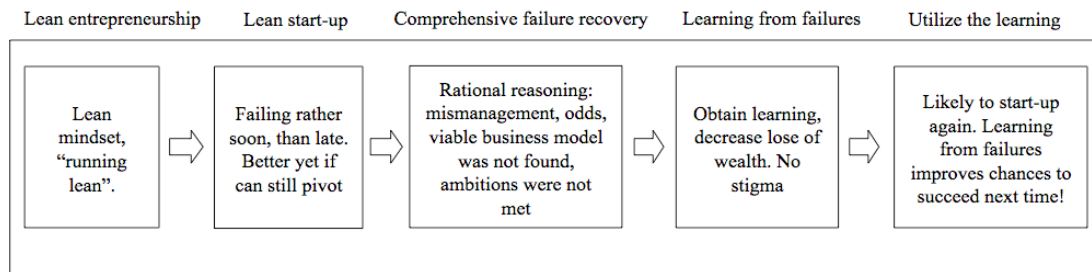 Lean entrepreneurship
Lean start-up
Comprehensive failure recovery
Learning from failures
Utilize the learning
Lean
mindset,
“running
lean”.
Failing rather
soon, than late.
Better yet if
can still pivot
Rational reasoning:
mismanagement, odds,
viable business model
was not found,
ambitions were not
met
Obtain learning,
decrease lose of
wealth. No
stigma
Likely to start-up
again. Learning
from failures
improves chances to
succeed next time!